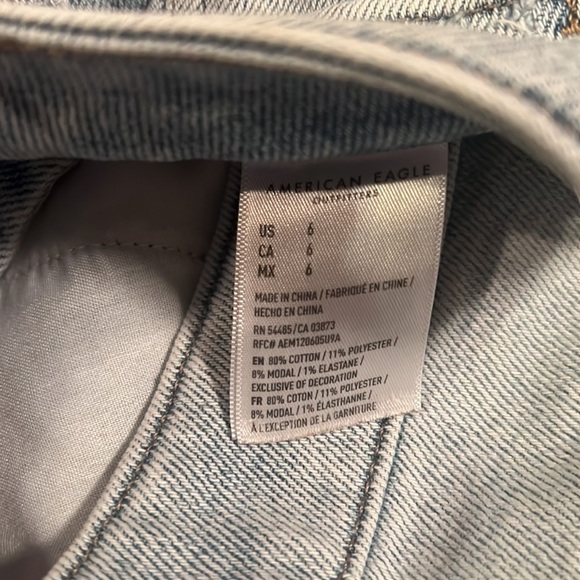 AMERICAN EAGLE
OUTFITTERS
US 6
CA 6
MX 6
MADE IN CHINA / FABRIQUÉ EN CHINE /
HECHO EN CHINA
RN 54485/CA 03873
RFC# AEM120605U9A
EN 80% COTTON / 11% POLYESTER /
8% MODAL / 1% ELASTANE /
EXCLUSIVE OF DECORATION
FR 80% COTON / 11% POLYESTER /
8% MODAL / 1% ÉLASTHANNE /
À L'EXCEPTION DE LA GARNITURE